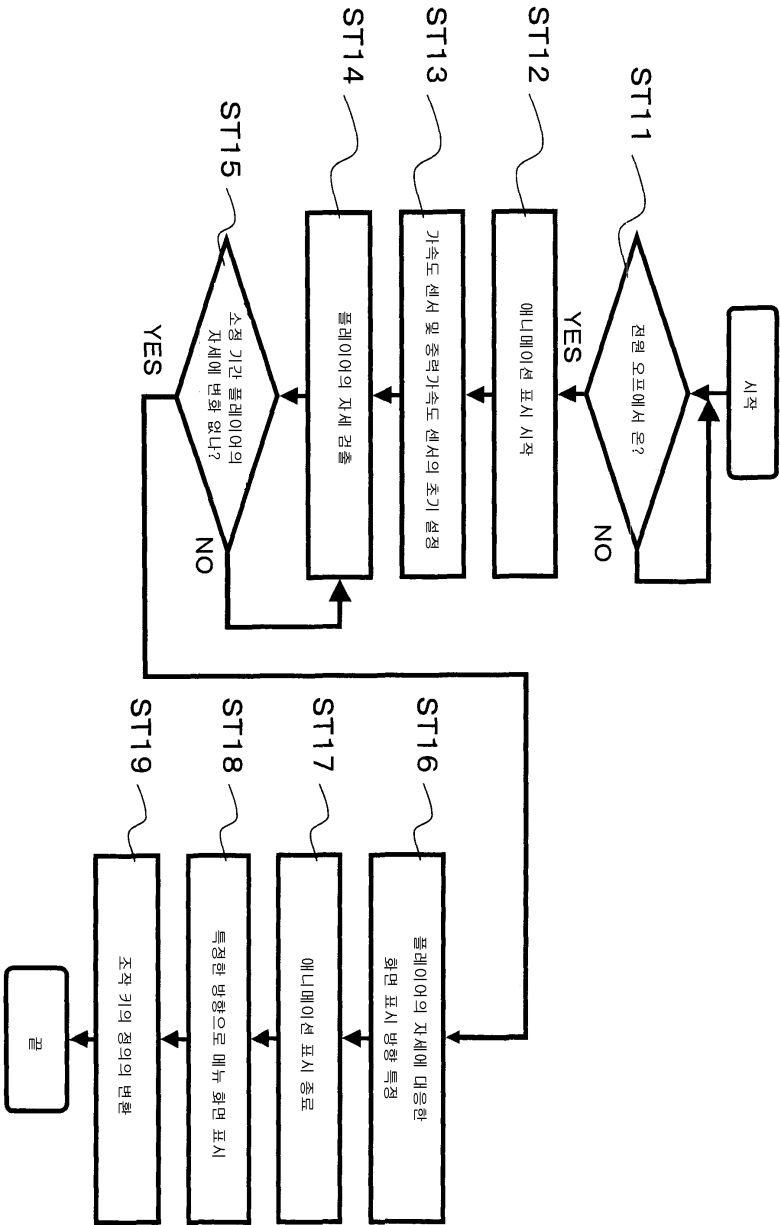 시작
ST11
전원 오프에서 온?
NO
YES
ST12
애니메이션 표시 시작
ST13
가속도 센서 및 중력가속도 센서의 초기 설정
ST14
플레이어의 자세 검출
ST15
소정 기간 플레이어의
자세에 변화 없나?
NO
YES
ST16
플레이어의 자세에 대응한
화면 표시 방향 특정
ST17
애니메이션 표시 종료
ST18
특정한 방향으로 메뉴 화면 표시
ST19
조작 키의 정의의 변환
끝